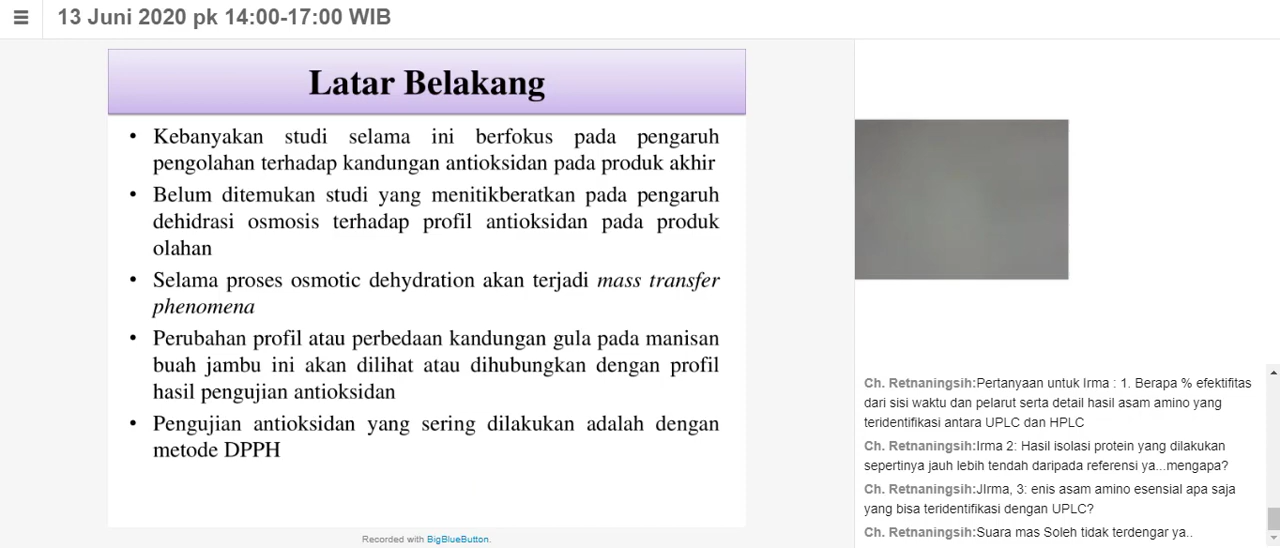 13 Juni 2020 pk 14:00-17:00 WIB
Latar Belakang
• Kebanyakan studi selama ini berfokus pada pengaruh
pengolahan terhadap kandungan antioksidan pada produk akhir
• Belum ditemukan studi yang menitikberatkan pada pengaruh
dehidrasi osmosis terhadap profil antioksidan pada produk
olahan
• Selama proses osmotic dehydration akan terjadi mass transfer
phenomena
• Perubahan profil atau perbedaan kandungan gula pada manisan
buah jambu ini akan dilihat atau dihubungkan dengan profil
hasil pengujian antioksidan
• Pengujian antioksidan yang sering dilakukan adalah dengan
metode DPPH
Recorded with BigBlueButton.
Ch. Retnaningsih:Pertanyaan untuk Irma : 1. Berapa % efektifitas
dari sisi waktu dan pelarut serta detail hasil asam amino yang
teridentifikasi antara UPLC dan HPLC
Ch. Retnaningsih:Irma 2: Hasil isolasi protein yang dilakukan
sepertinya jauh lebih tendah daripada referensi ya...mengapa?
Ch. Retnaningsih:JIrma, 3: enis asam amino esensial apa saja
yang bisa teridentifikasi dengan UPLC?
Ch. Retnaningsih:Suara mas Soleh tidak terdengar ya..